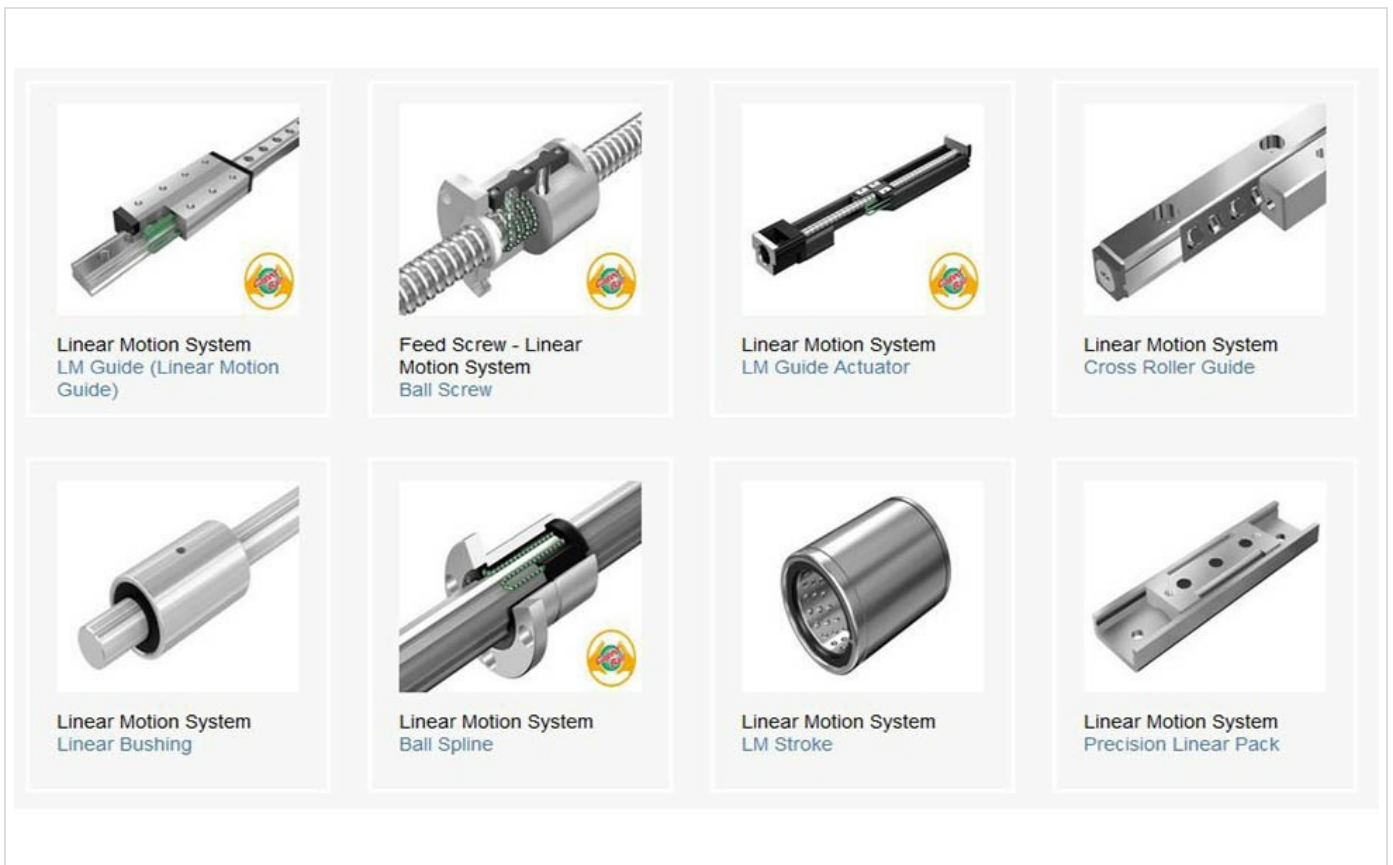 Linear Motion System
LM Guide (Linear Motion
Guide)
Feed Screw - Linear
Motion System
Ball Screw
Linear Motion System
LM Guide Actuator
Linear Motion System
Cross Roller Guide
Linear Motion System
Linear Bushing
Linear Motion System
Ball Spline
Linear Motion System
LM Stroke
Linear Motion System
Precision Linear Pack